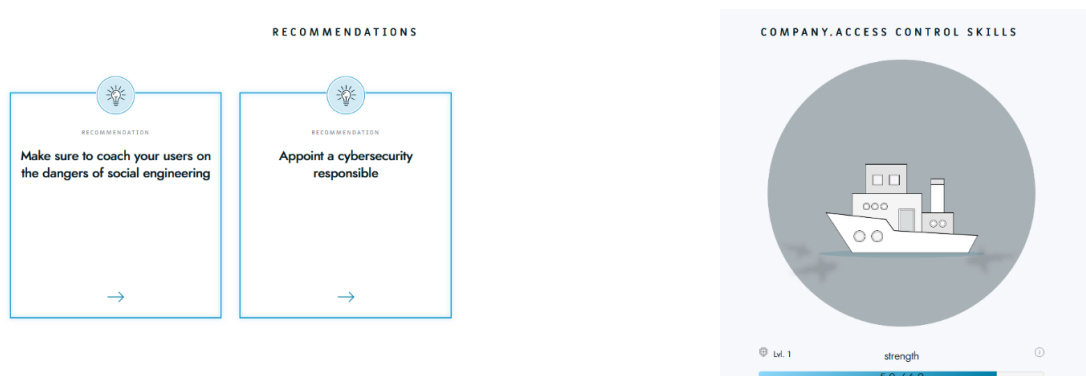 RECOMMENDATIONS
RECOMMENDATION
Make sure to coach your users on
the dangers of social engineering
RECOMMENDATION
Appoint a cybersecurity
responsible
COMPANY.ACCESS CONTROL SKILLS
Lvl. 1
strength